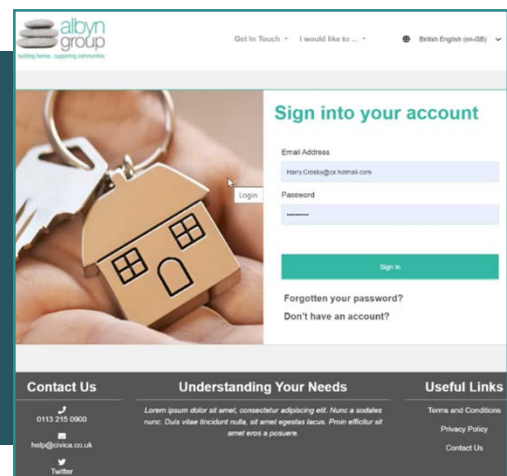 albyn
group
building homes, supporting communities
Get In Touch
I would like to ...
British English (en-GB)
Sign into your account
Email Address
Harry.Crosby@cx.hotmail.com
Login
Password
Sign In
Forgotten your password?
Don't have an account?
Contact Us
Understanding Your Needs
Useful Links
0113 215 0900
Lorem ipsum dolor sit amet, consectetur adipiscing elit. Nunc a sodales
nunc. Duis vitae tincidunt nulla, sit amet egestas lacus. Proin efficitur sit
amet eros a posuere.
Terms and Conditions
help@civica.co.uk
Privacy Policy
Twitter
Contact Us